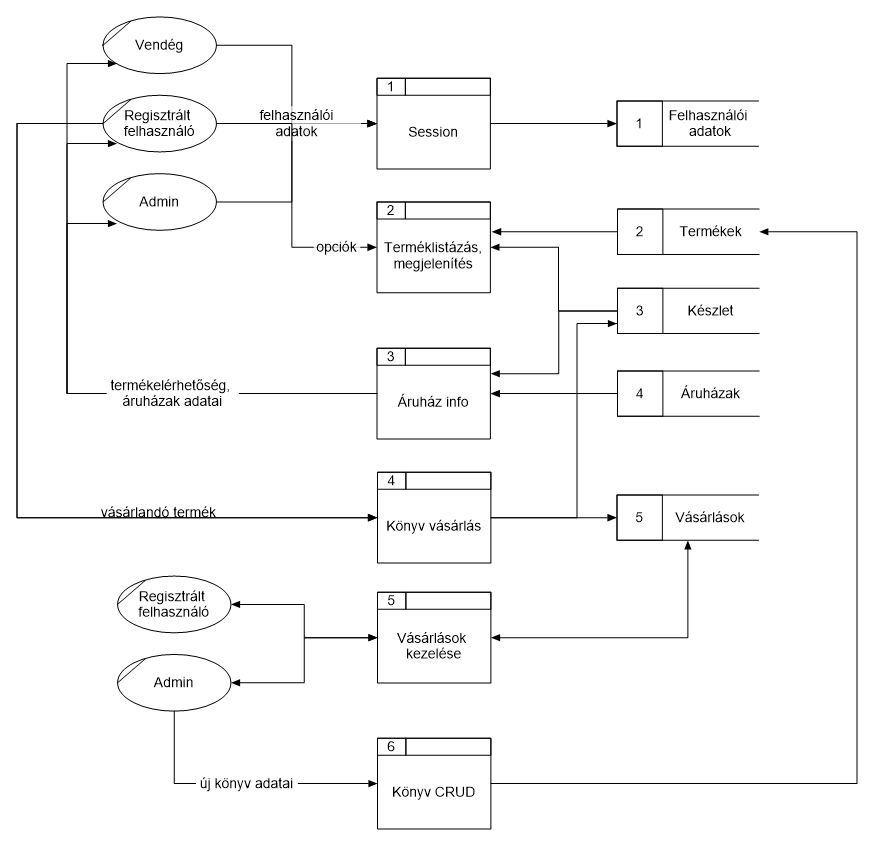 Vendég
Regisztrált
felhasználó
Admin
felhasználói
adatok
1
Session
1
Felhasználói
adatok
opciók
2
Terméklistázás,
megjelenítés
2
Termékek
3
Készlet
termékelérhetőség,
áruházak adatai
3
Áruház info
4
Áruházak
vásárlandó termék
4
Könyv vásárlás
5
Vásárlások
Regisztrált
felhasználó
Admin
5
Vásárlások
kezelése
új könyv adatai
6
Könyv CRUD